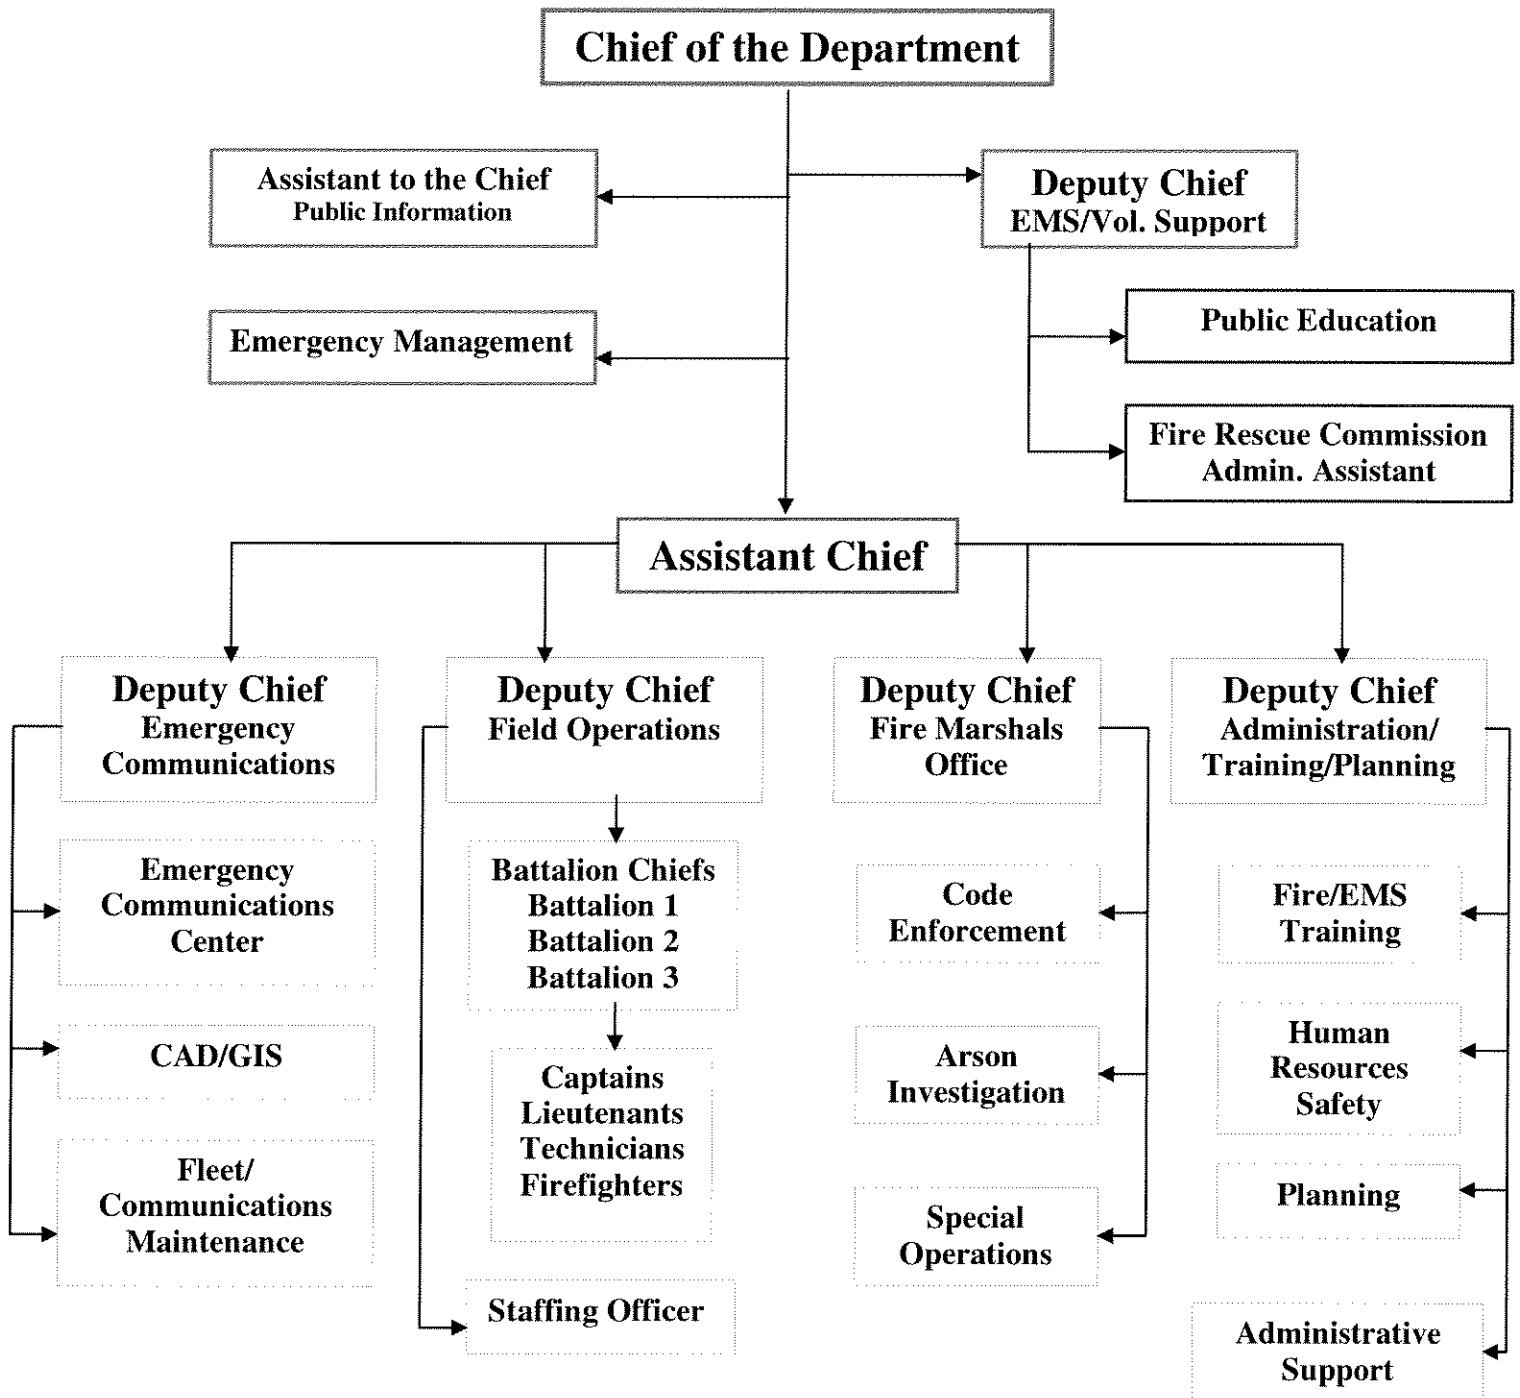 Chief of the Department
Assistant to the Chief
Public Information
Deputy Chief
EMS/Vol. Support
Emergency Management
Public Education
Fire Rescue Commission
Admin. Assistant
Assistant Chief
Deputy Chief
Emergency
Communications
Emergency
Communications
Center
CAD/GIS
Fleet/
Communications
Maintenance
Deputy Chief
Field Operations
Battalion Chiefs
Battalion 1
Battalion 2
Battalion 3
Captains
Lieutenants
Technicians
Firefighters
Staffing Officer
Deputy Chief
Fire Marshals
Office
Code
Enforcement
Arson
Investigation
Special
Operations
Deputy Chief
Administration/
Training/Planning
Fire/EMS
Training
Human
Resources
Safety
Planning
Administrative
Support